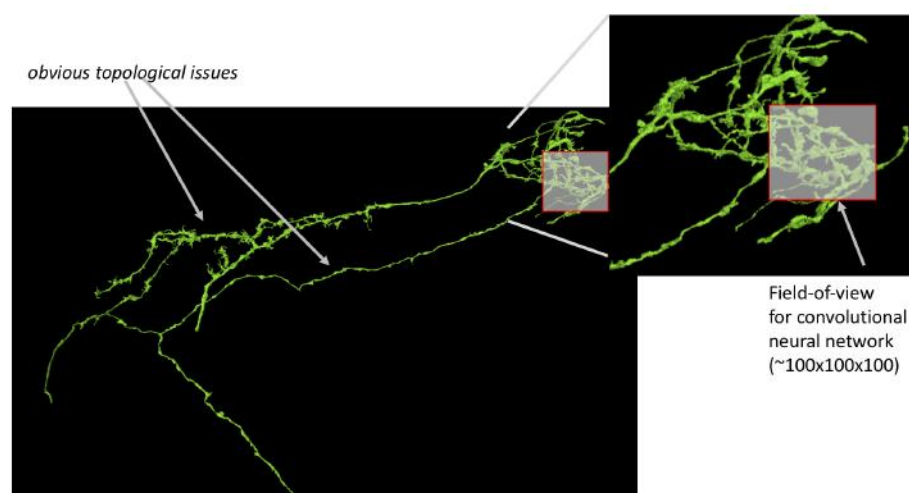 obvious topological issues
Field-of-view
for convolutional
neural network
(~100x100x100)